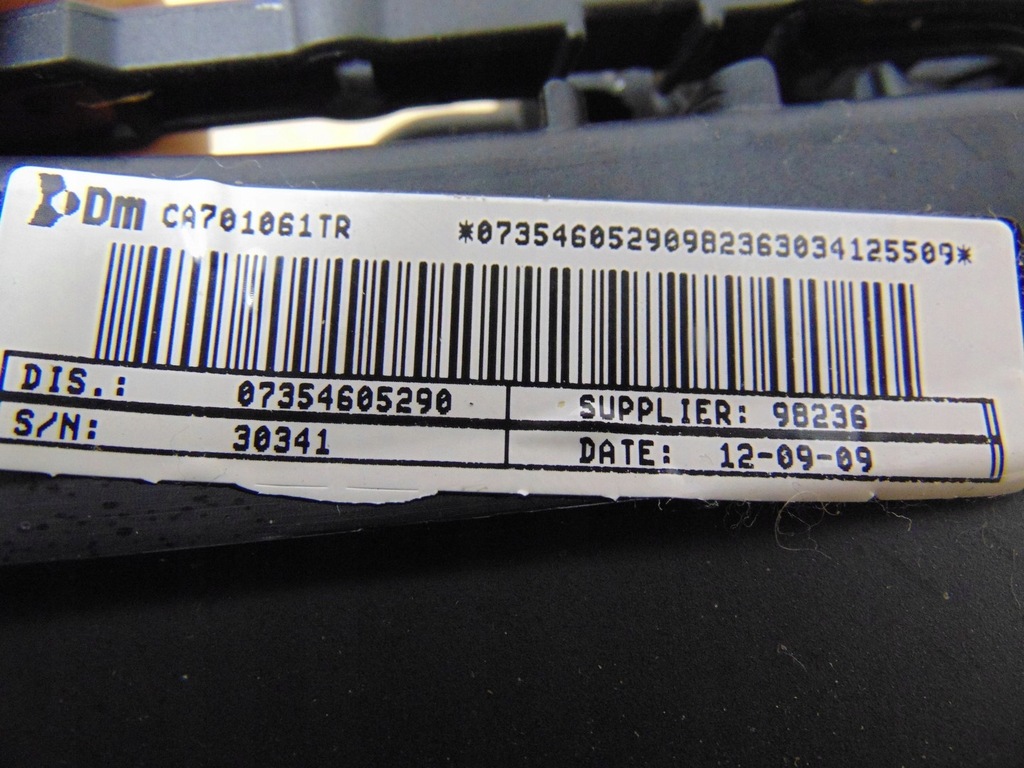 Dm CA701061TR *07354605290982363034125509*
DIS.: 07354605290 SUPPLIER: 98236
S/N: 30341 DATE: 12-09-09